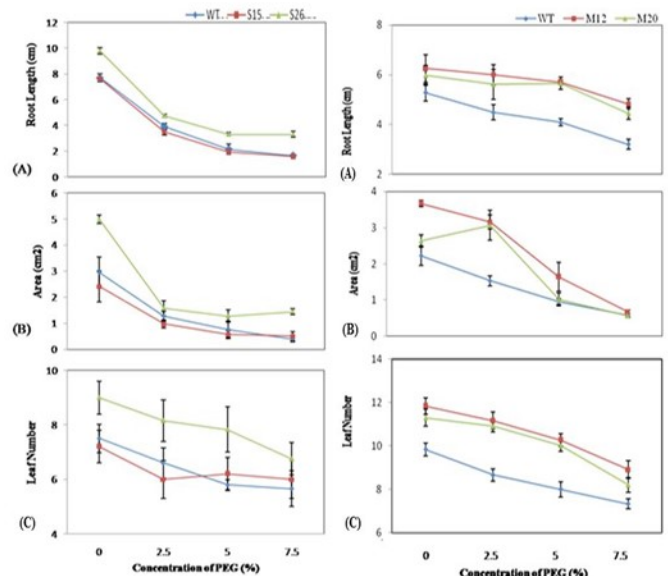 WT... S15... S26...
12
10
8
6
4
2
0
Root Length (cm)
(A)
6
5
4
3
2
1
0
Area (cm2)
(B)
10
8
6
4
Leaf Number
(C)
0 2.5 5 7.5
Concentration of PEG (%)
WT M12 M20
8
6
4
2
Root Length (cm)
(A)
4
3
2
1
0
Area (cm2)
(B)
14
12
10
8
6
Leaf Number
(C)
0 2.5 5 7.5
Concentration of PEG (%)